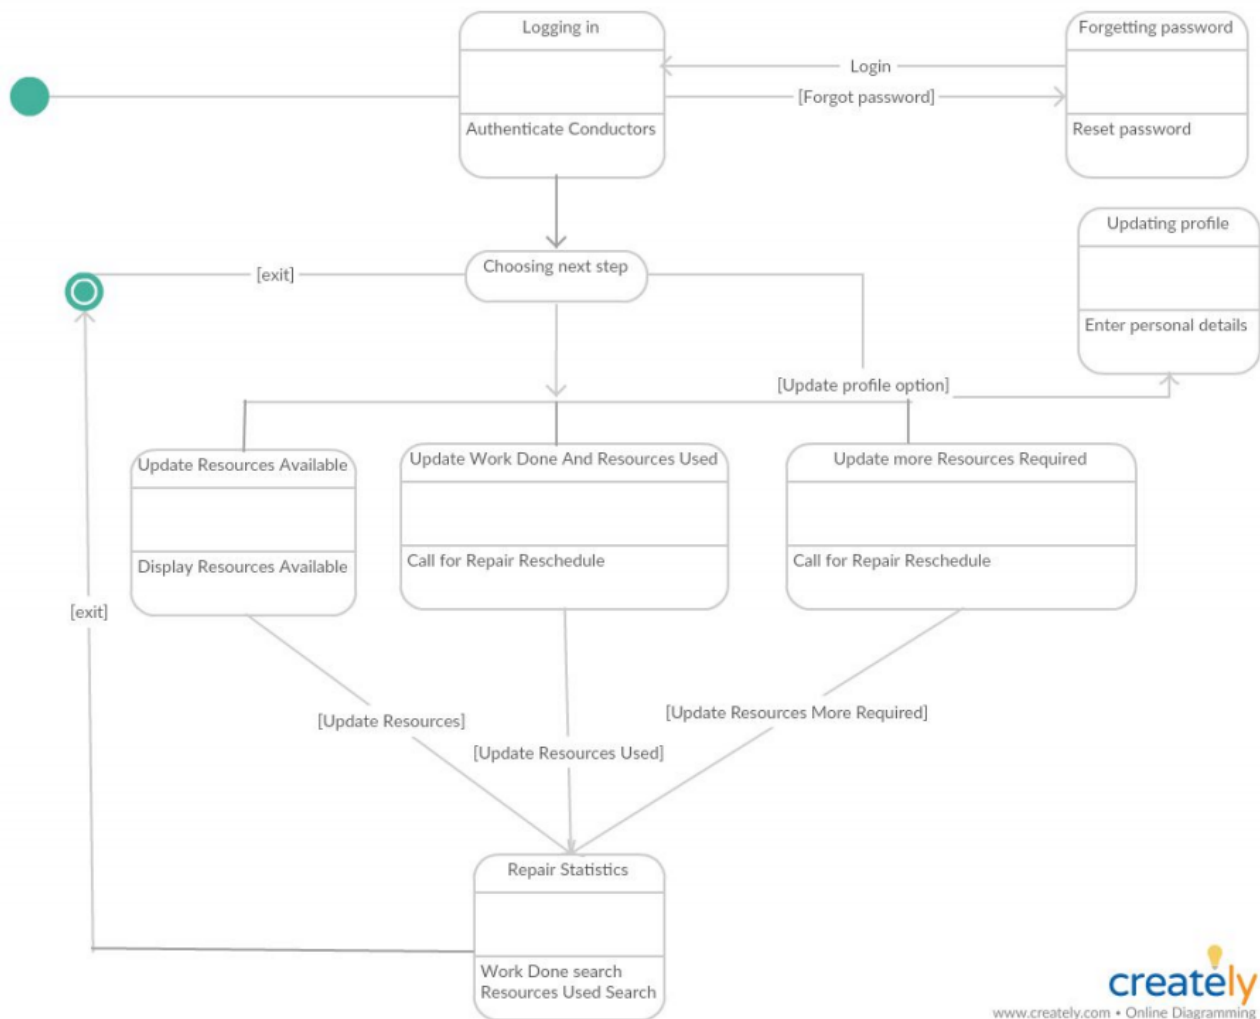 Logging in
Forgetting password
Login
[Forgot password]
Authenticate Conductors
Reset password
Updating profile
Choosing next step
[exit]
Enter personal details
[Update profile option]
Update Resources Available
Update Work Done And Resources Used
Update more Resources Required
Display Resources Available
Call for Repair Reschedule
Call for Repair Reschedule
[exit]
[Update Resources]
[Update Resources More Required]
[Update Resources Used]
Repair Statistics
Work Done search
Resources Used Search
creately
www.creately.com • Online Diagramming